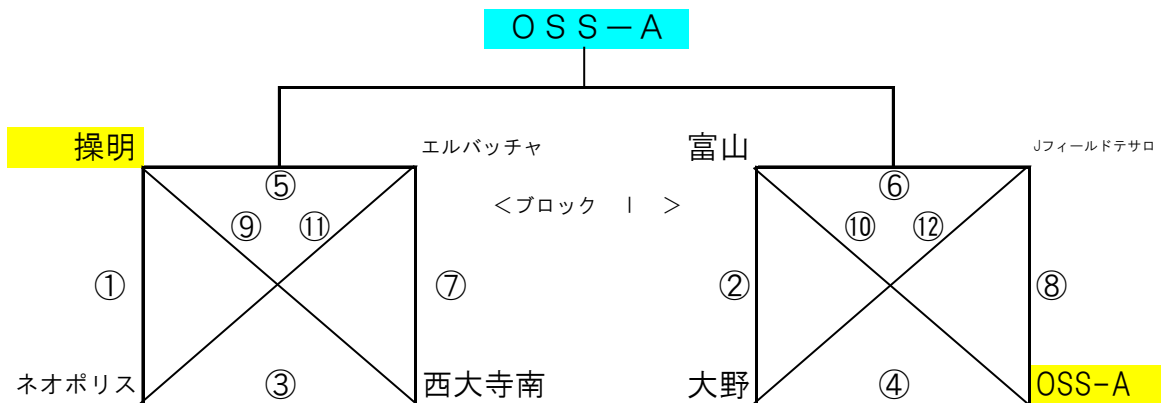 ＯＳＳ－Ａ
操明
エルバッチャ
富山
Jフィールドテサロ
⑤
⑥
＜ブロック Ⅰ ＞
⑨ ⑪
⑩ ⑫
①
⑦
②
⑧
ネオポリス
③
西大寺南
大野
④
OSS-A